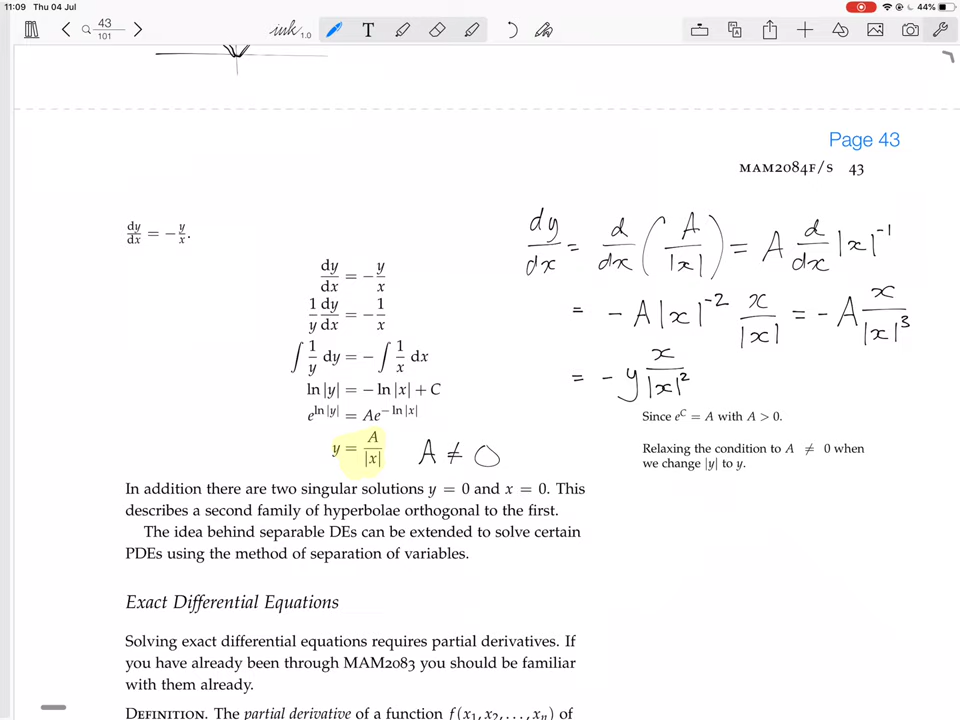 11:09 Thu 04 Jul
44%
43
101
ink 1.0
T
Page 43
MAM2084F/S 43
dy/dx = −y/x.
dy/dx = −y/x
1/y dy/dx = −1/x
∫ 1/y dy = −∫ 1/x dx
ln|y| = −ln|x| + C
e^{ln|y|} = Ae^{−ln|x|}
y = A/|x| A ≠ 0
dy/dx = d/dx (A/|x|) = A d/dx |x|^{-1}
= −A|x|^{-2} x/|x| = −A x/|x|^3
= −y x/|x|^2
Since e^C = A with A > 0.
Relaxing the condition to A ≠ 0 when
we change |y| to y.
In addition there are two singular solutions y = 0 and x = 0. This
describes a second family of hyperbolae orthogonal to the first.
The idea behind separable DEs can be extended to solve certain
PDEs using the method of separation of variables.
Exact Differential Equations
Solving exact differential equations requires partial derivatives. If
you have already been through MAM2083 you should be familiar
with them already.
DEFINITION. The partial derivative of a function f(x₁, x₂, . . . , xₙ) of